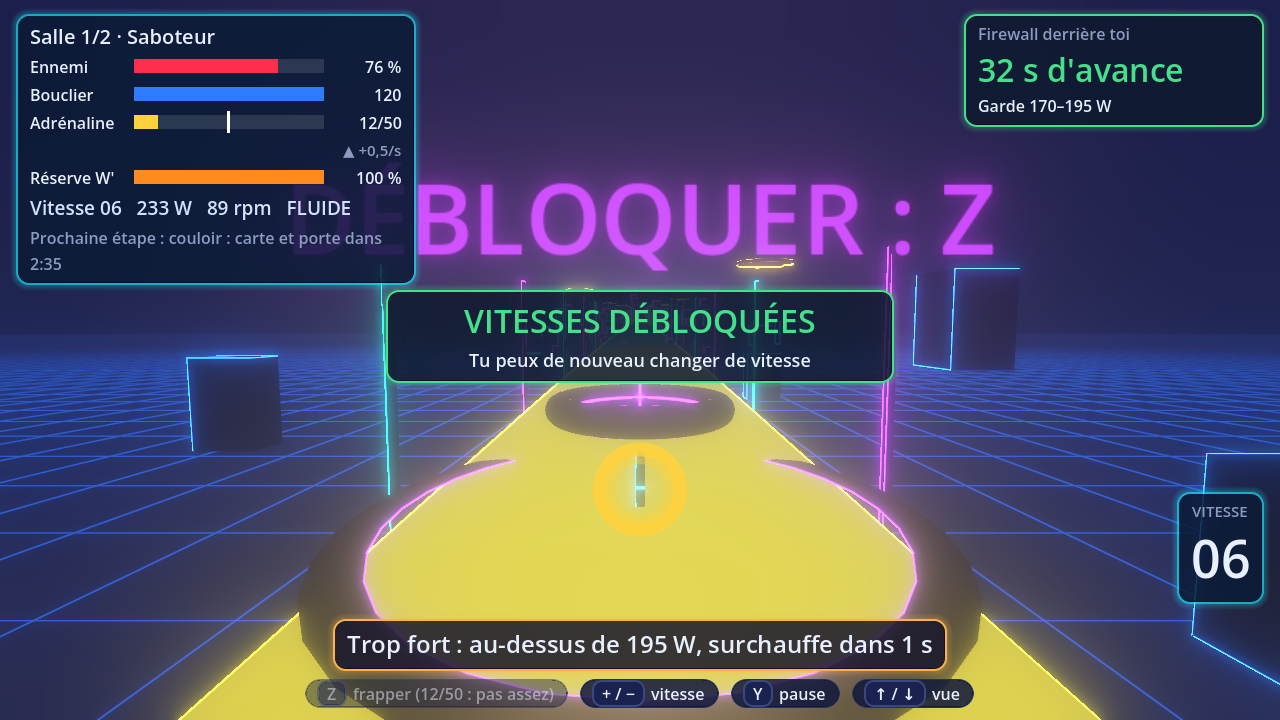 Salle 1/2 · Saboteur
Ennemi 76 %
Bouclier 120
Adrénaline 12/50
▲ +0,5/s
Réserve W' 100 %
Vitesse 06 233 W 89 rpm FLUIDE
Prochaine étape : couloir : carte et porte dans
2:35
Firewall derrière toi
32 s d'avance
Garde 170–195 W
DÉBLOQUER : Z
VITESSES DÉBLOQUÉES
Tu peux de nouveau changer de vitesse
VITESSE
06
Trop fort : au-dessus de 195 W, surchauffe dans 1 s
Z frapper (12/50 : pas assez) + / − vitesse Y pause ↑ / ↓ vue